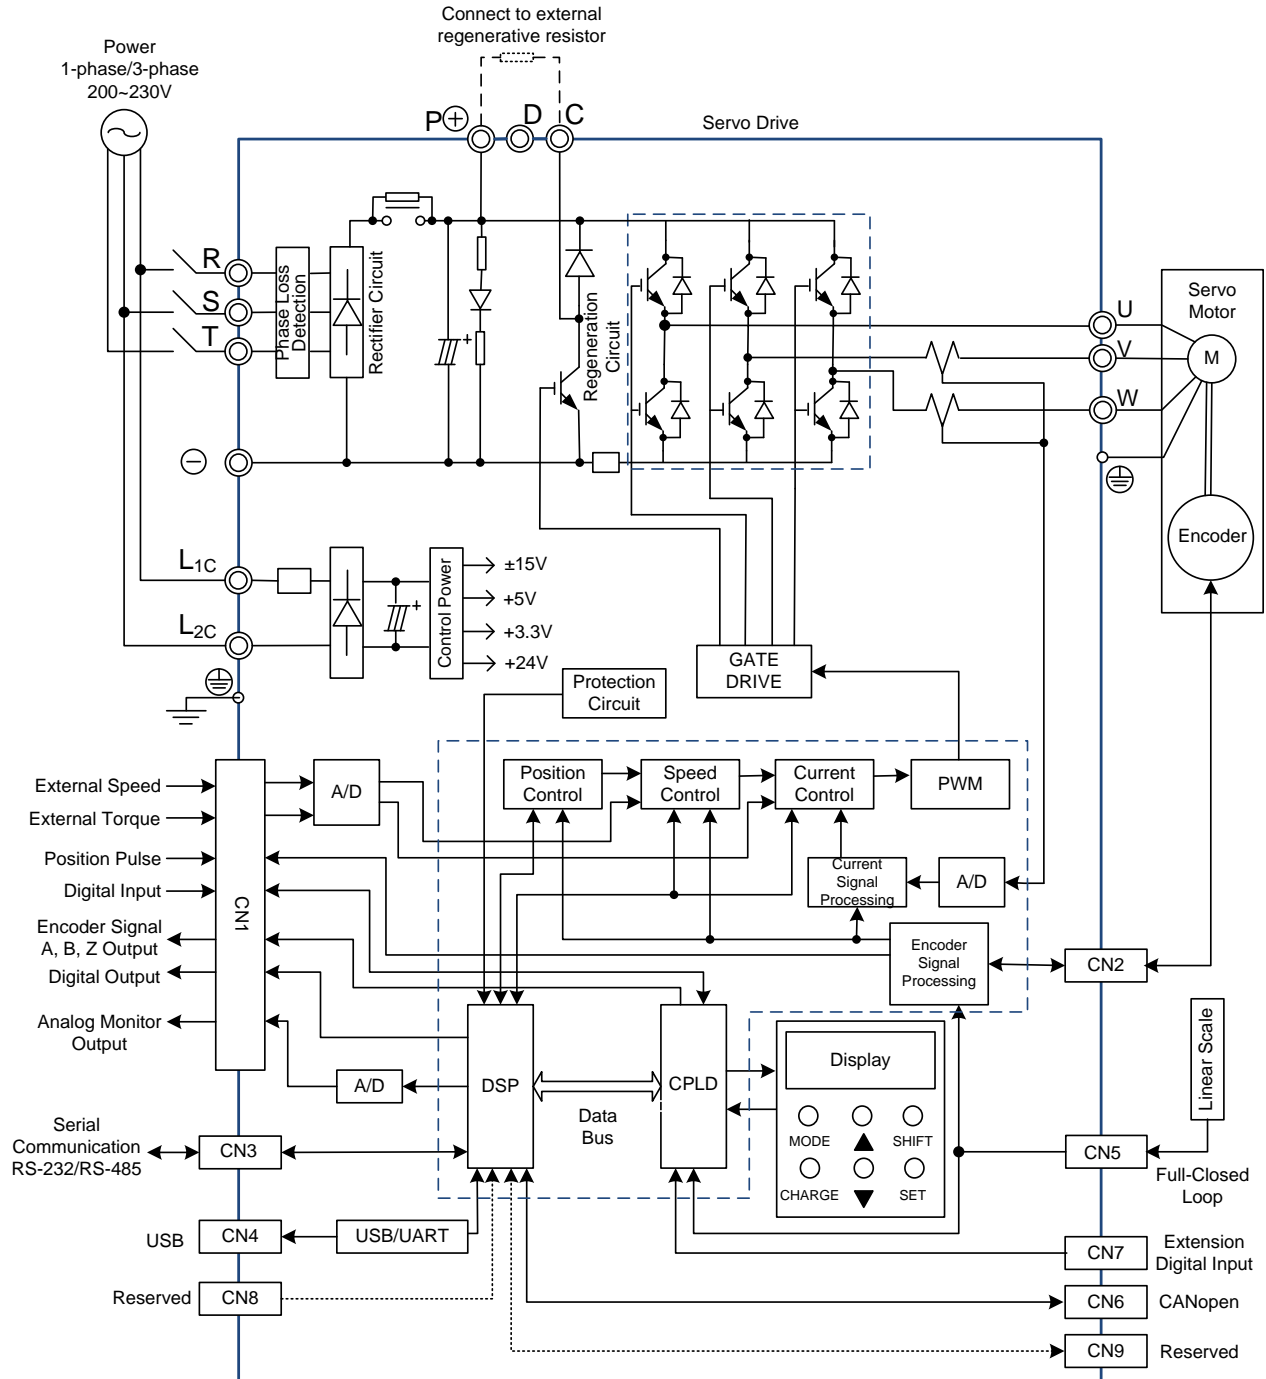 Connect to external
regenerative resistor
Power
1-phase/3-phase
200~230V
P
D
C
Servo Drive
R
S
T
Phase Loss
Detection
Rectifier Circuit
+
Regeneration
Circuit
U
V
W
Servo
Motor
M
Encoder
L1C
L2C
+
Control Power
±15V
+5V
+3.3V
+24V
GATE
DRIVE
Protection
Circuit
External Speed
External Torque
Position Pulse
Digital Input
Encoder Signal
A, B, Z Output
Digital Output
Analog Monitor
Output
CN1
A/D
Position
Control
Speed
Control
Current
Control
PWM
Current
Signal
Processing
A/D
Encoder
Signal
Processing
CN2
A/D
DSP
Data
Bus
CPLD
Display
MODE
SHIFT
CHARGE
SET
Linear Scale
Serial
Communication
RS-232/RS-485
CN3
CN5
Full-Closed
Loop
USB
CN4
USB/UART
CN7
Extension
Digital Input
Reserved
CN8
CN6
CANopen
CN9
Reserved